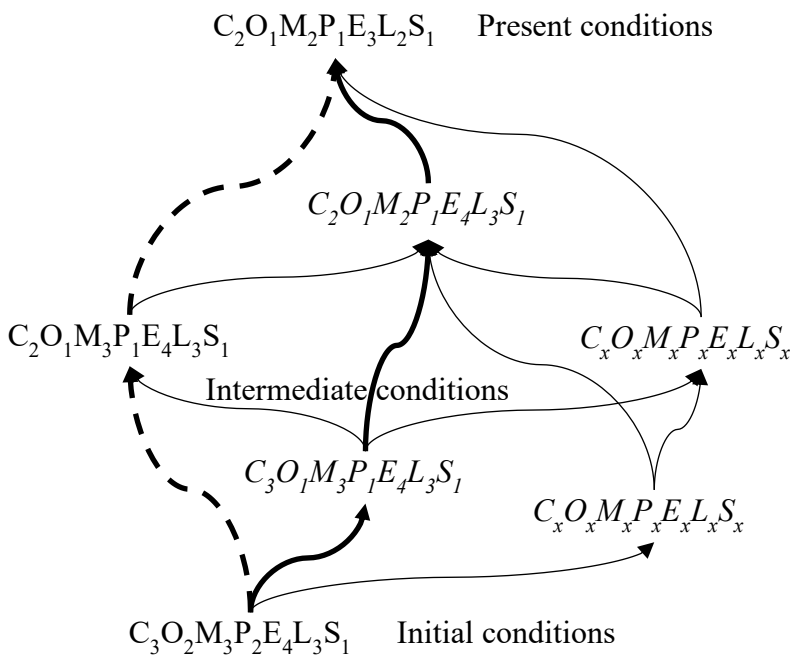 C₂O₁M₂P₁E₃L₂S₁ Present conditions
C₂O₁M₂P₁E₄L₃S₁
C₂O₁M₃P₁E₄L₃S₁ CₓOₓMₓPₓEₓLₓSₓ
Intermediate conditions
C₃O₁M₃P₁E₄L₃S₁
CₓOₓMₓPₓEₓLₓSₓ
C₃O₂M₃P₂E₄L₃S₁ Initial conditions